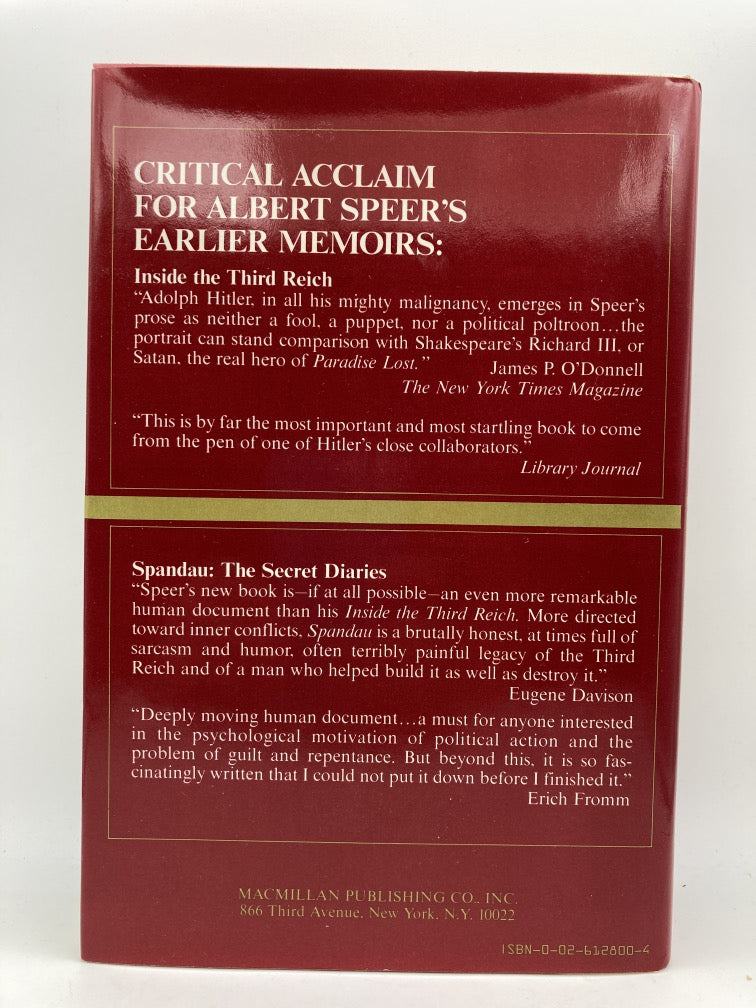 CRITICAL ACCLAIM
FOR ALBERT SPEER'S
EARLIER MEMOIRS:
Inside the Third Reich
“Adolph Hitler, in all his mighty malignancy, emerges in Speer's
prose as neither a fool, a puppet, nor a political poltroon...the
portrait can stand comparison with Shakespeare's Richard III, or
Satan, the real hero of Paradise Lost.” James P. O'Donnell
The New York Times Magazine
“This is by far the most important and most startling book to come
from the pen of one of Hitler's close collaborators.”
Library Journal
Spandau: The Secret Diaries
“Speer's new book is—if at all possible—an even more remarkable
human document than his Inside the Third Reich. More directed
toward inner conflicts, Spandau is a brutally honest, at times full of
sarcasm and humor, often terribly painful legacy of the Third
Reich and of a man who helped build it as well as destroy it.”
Eugene Davison
“Deeply moving human document...a must for anyone interested
in the psychological motivation of political action and the
problem of guilt and repentance. But beyond this, it is so fas-
cinatingly written that I could not put it down before I finished it.”
Erich Fromm
MACMILLAN PUBLISHING CO., INC.
866 Third Avenue, New York, N.Y. 10022
ISBN-0-02-612800-4